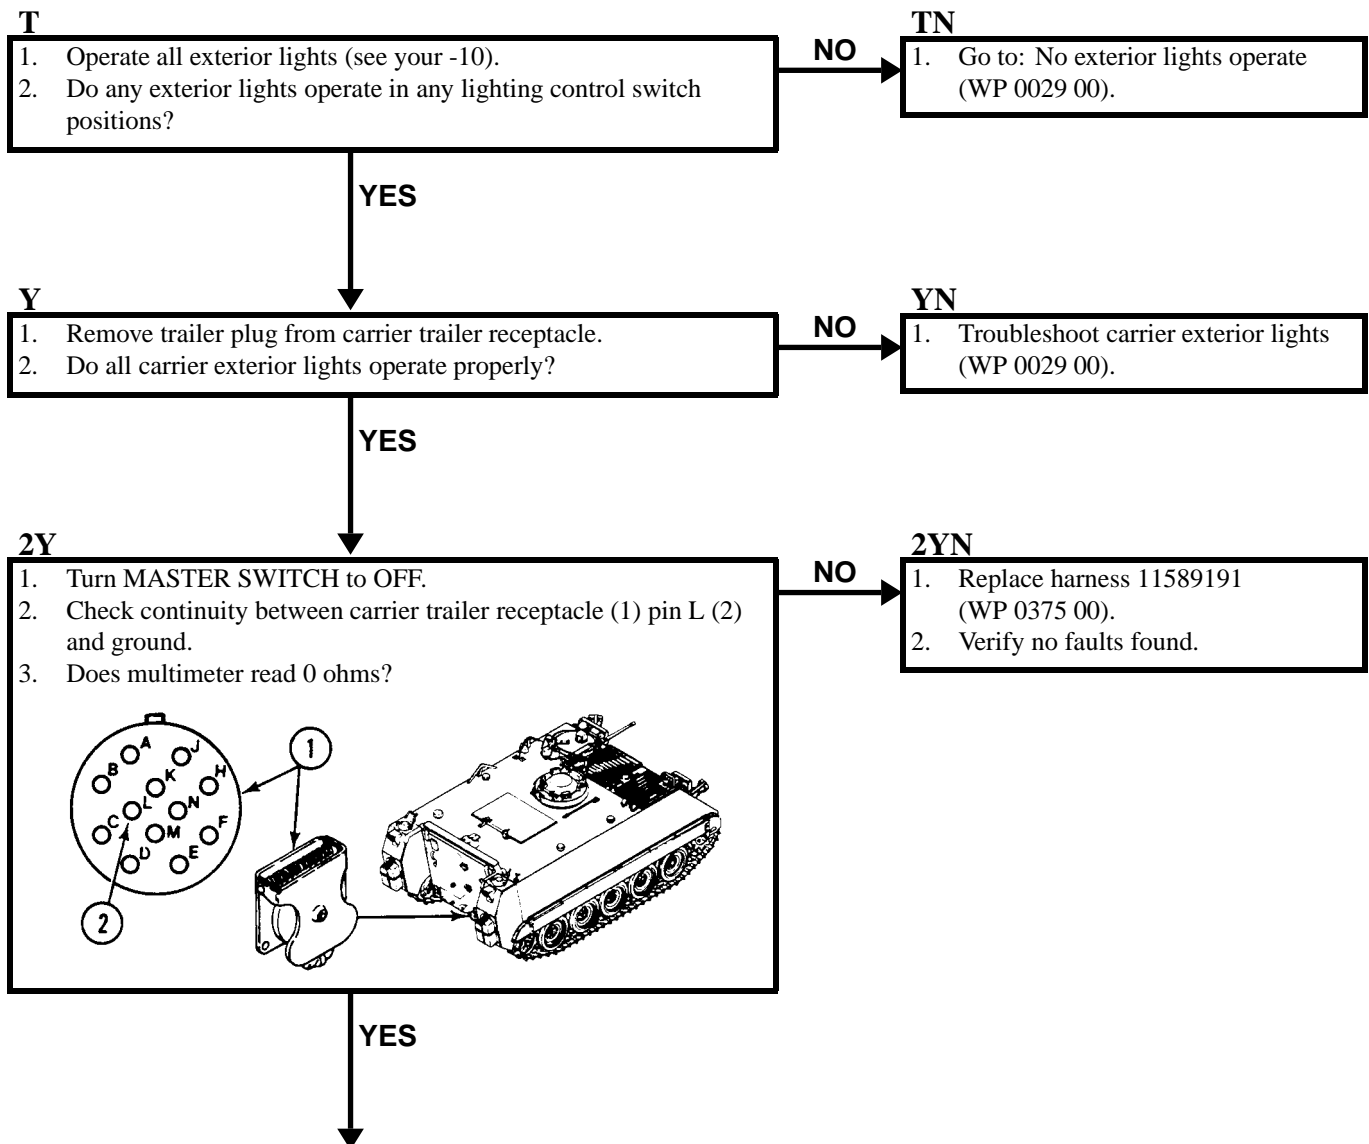 T
1. Operate all exterior lights (see your -10).
2. Do any exterior lights operate in any lighting control switch
positions?
NO
TN
1. Go to: No exterior lights operate
(WP 0029 00).
YES
Y
1. Remove trailer plug from carrier trailer receptacle.
2. Do all carrier exterior lights operate properly?
NO
YN
1. Troubleshoot carrier exterior lights
(WP 0029 00).
YES
2Y
1. Turn MASTER SWITCH to OFF.
2. Check continuity between carrier trailer receptacle (1) pin L (2)
and ground.
3. Does multimeter read 0 ohms?
A
J
B
K
H
L
N
C
M
F
D
E
1
2
NO
2YN
1. Replace harness 11589191
(WP 0375 00).
2. Verify no faults found.
YES